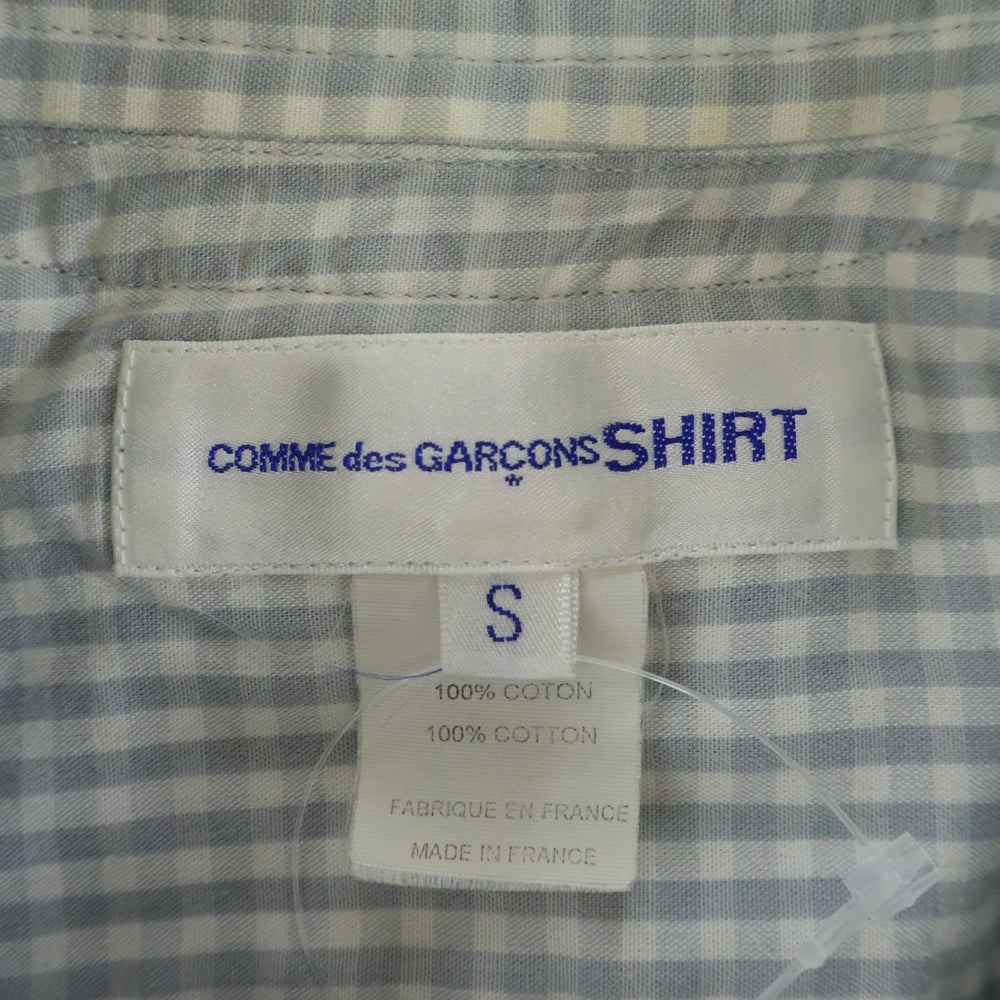 COMME des GARÇONS SHIRT
*
S
100% COTON
100% COTTON
FABRIQUE EN FRANCE
MADE IN FRANCE